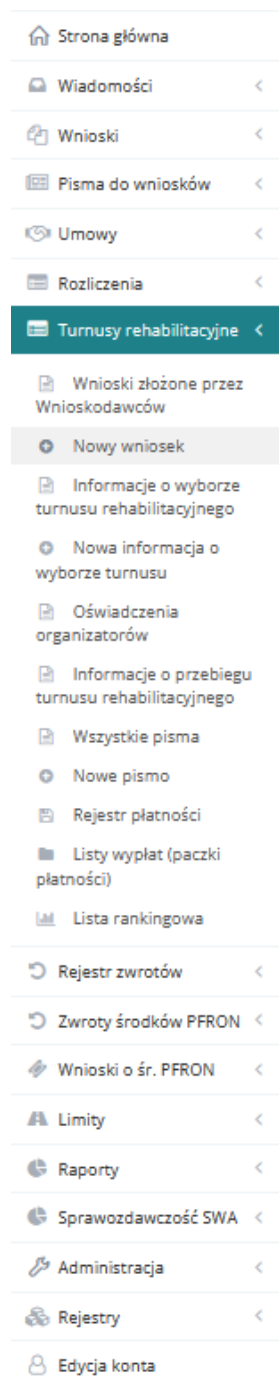 Strona główna
Wiadomości
Wnioski
Pisma do wniosków
Umowy
Rozliczenia
Turnusy rehabilitacyjne
Wnioski złożone przez
Wnioskodawców
Nowy wniosek
Informacje o wyborze
turnusu rehabilitacyjnego
Nowa informacja o
wyborze turnusu
Oświadczenia
organizatorów
Informacje o przebiegu
turnusu rehabilitacyjnego
Wszystkie pisma
Nowe pismo
Rejestr płatności
Listy wypłat (paczki
płatności)
Lista rankingowa
Rejestr zwrotów
Zwroty środków PFRON
Wnioski o śr. PFRON
Limity
Raporty
Sprawozdawczość SWA
Administracja
Rejestry
Edycja konta